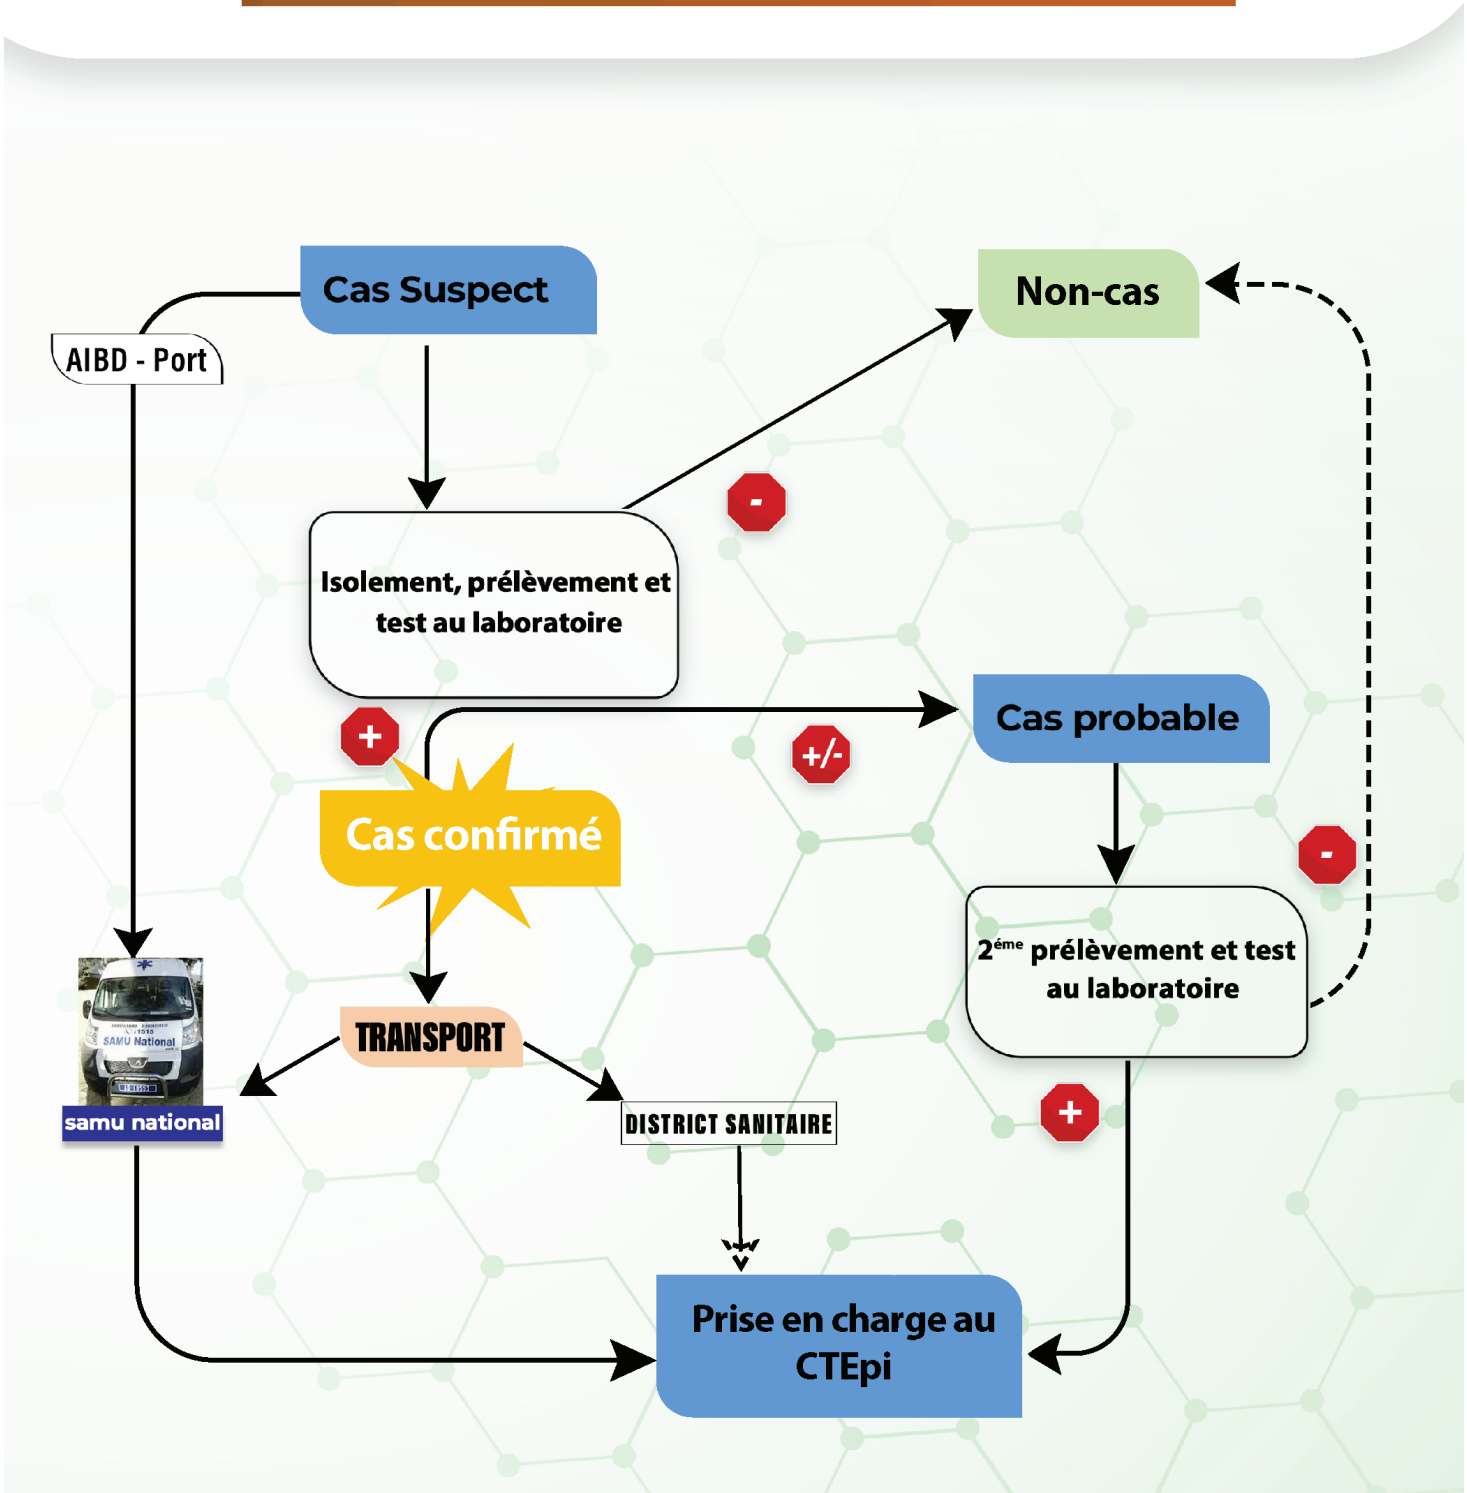 Cas Suspect
Non-cas
AIBD - Port
-
Isolement, prélèvement et
test au laboratoire
+
+/-
Cas probable
Cas confirmé
-
2éme prélèvement et test
au laboratoire
TRANSPORT
1515
SAMU National
samu national
DISTRICT SANITAIRE
+
Prise en charge au
CTEpi